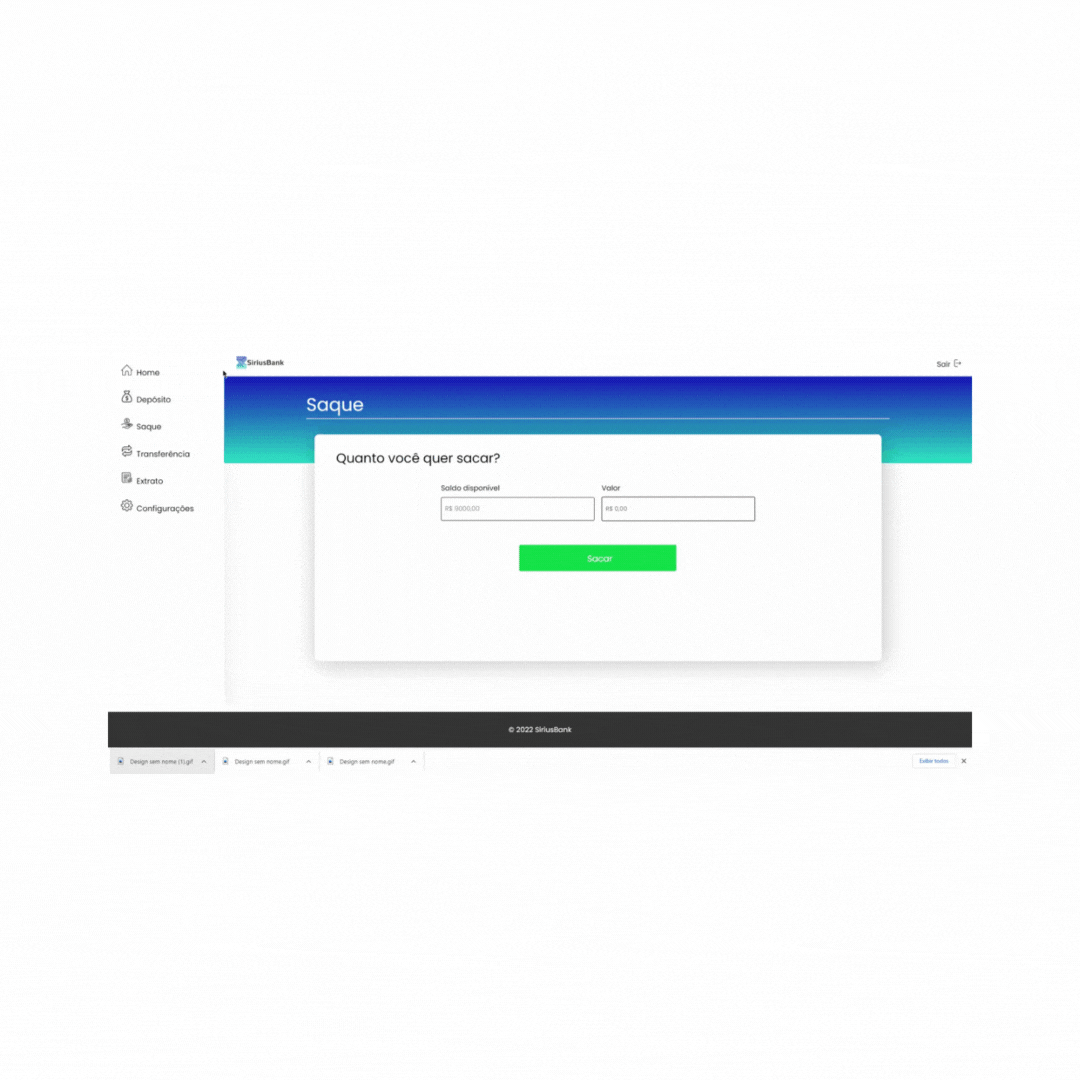 SiriusBank
Sair
Home
Depósito
Saque
Transferência
Extrato
Configurações
Saque
Quanto você quer sacar?
Saldo disponível
Valor
R$ 9000,00
R$ 0,00
Sacar
© 2022 SiriusBank
Design sem nome (1).gif
Design sem nome.gif
Design sem nome.gif
Exibir todos